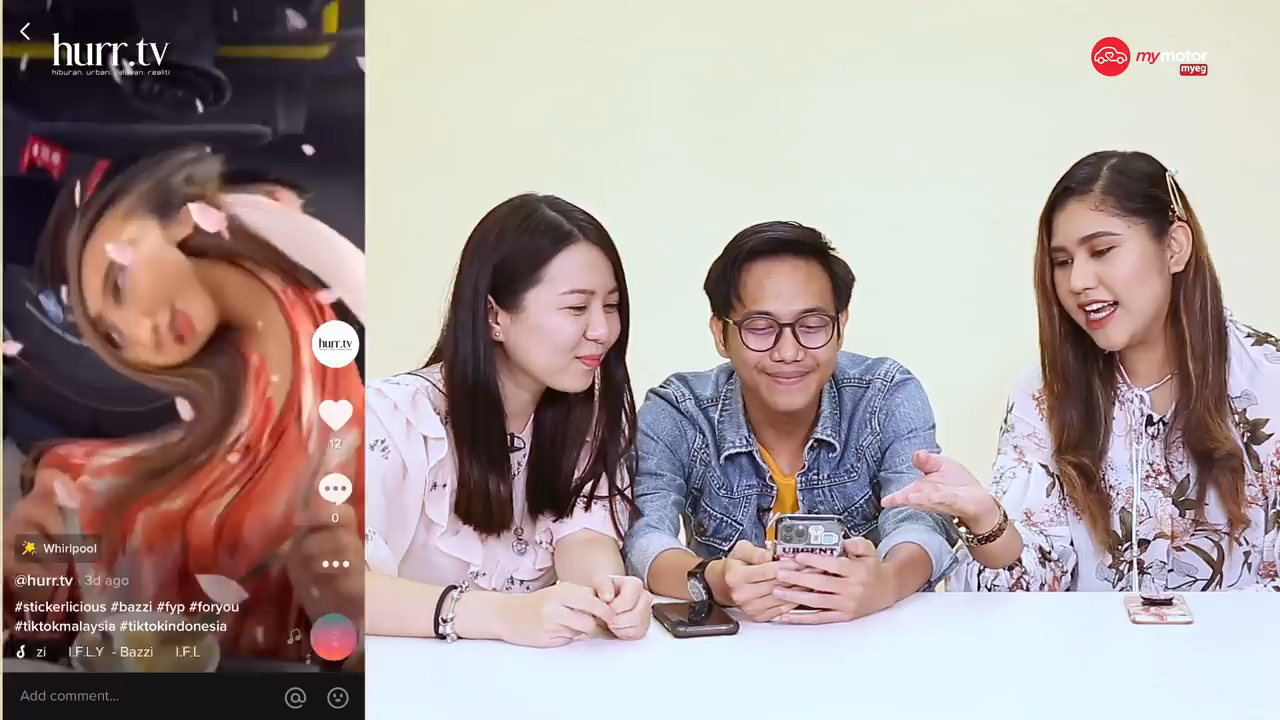 hurr.tv
hiburan. urban. relevan. realiti
mymotor
myeg
hurr.tv
12
0
Whirlpool
@hurr.tv · 3d ago
#stickerlicious #bazzi #fyp #foryou
#tiktokmalaysia #tiktokindonesia
zi I.F.L.Y - Bazzi I.F.L
Add comment...
URGENT